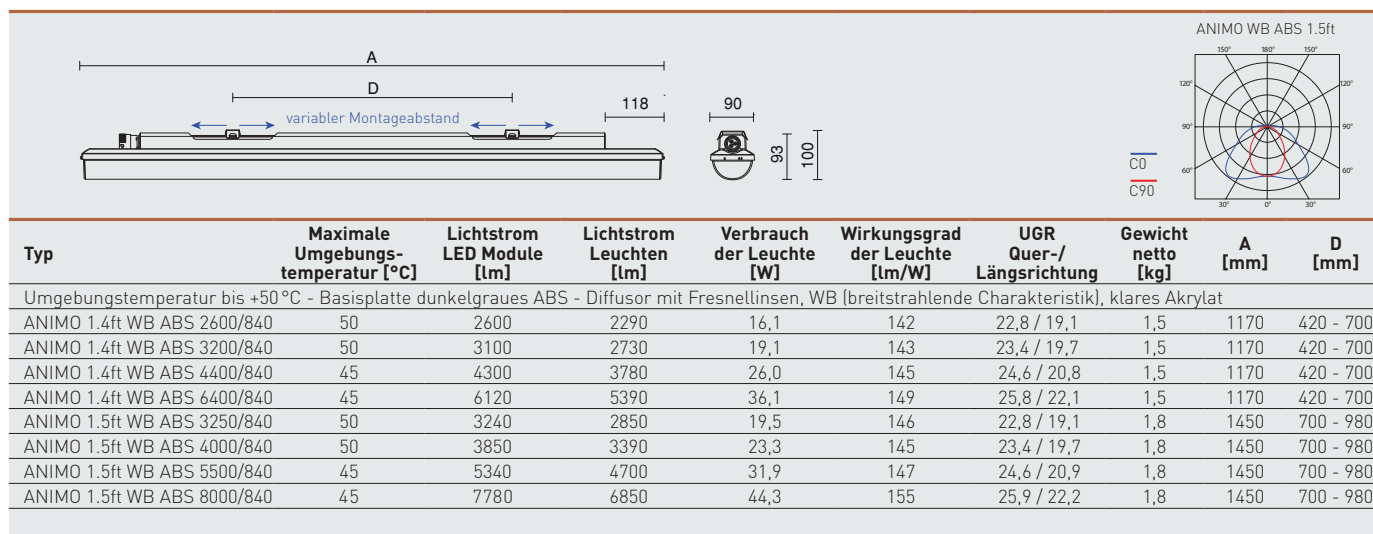 ANIMO WB ABS 1.5ft
A
D
118
90
variabler Montageabstand
93
100
150° 180° 150°
120° 120°
90° 90°
60° 60°
30° 0° 30°
C0
C90
Typ Maximale Umgebungs- temperatur [°C] Lichtstrom LED Module [lm] Lichtstrom Leuchten [lm] Verbrauch der Leuchte [W] Wirkungsgrad der Leuchte [lm/W] UGR Quer-/ Längsrichtung Gewicht netto [kg] A [mm] D [mm]
Umgebungstemperatur bis +50 °C - Basisplatte dunkelgraues ABS - Diffusor mit Fresnellinsen, WB (breitstrahlende Charakteristik), klares Akrylat
ANIMO 1.4ft WB ABS 2600/840 50 2600 2290 16,1 142 22,8 / 19,1 1,5 1170 420 - 700
ANIMO 1.4ft WB ABS 3200/840 50 3100 2730 19,1 143 23,4 / 19,7 1,5 1170 420 - 700
ANIMO 1.4ft WB ABS 4400/840 45 4300 3780 26,0 145 24,6 / 20,8 1,5 1170 420 - 700
ANIMO 1.4ft WB ABS 6400/840 45 6120 5390 36,1 149 25,8 / 22,1 1,5 1170 420 - 700
ANIMO 1.5ft WB ABS 3250/840 50 3240 2850 19,5 146 22,8 / 19,1 1,8 1450 700 - 980
ANIMO 1.5ft WB ABS 4000/840 50 3850 3390 23,3 145 23,4 / 19,7 1,8 1450 700 - 980
ANIMO 1.5ft WB ABS 5500/840 45 5340 4700 31,9 147 24,6 / 20,9 1,8 1450 700 - 980
ANIMO 1.5ft WB ABS 8000/840 45 7780 6850 44,3 155 25,9 / 22,2 1,8 1450 700 - 980